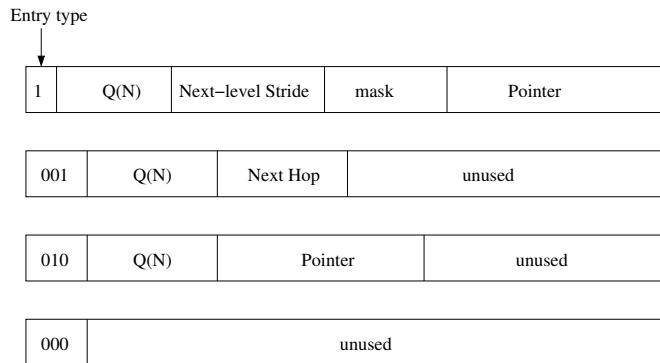 Entry type
1 Q(N) Next−level Stride mask Pointer
001 Q(N) Next Hop unused
010 Q(N) Pointer unused
000 unused